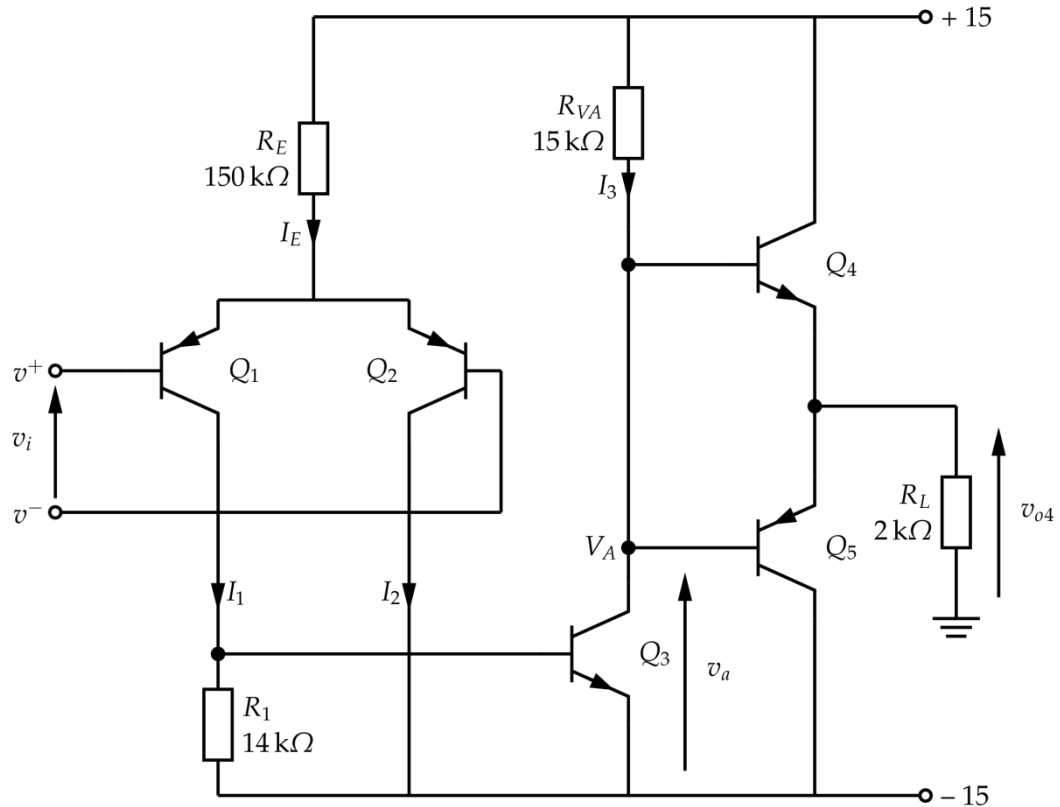 + 15
R_E
150 kΩ
I_E
R_VA
15 kΩ
I_3
Q_4
v^+
Q_1
Q_2
v_i
v^−
R_L
2 kΩ
v_o4
V_A
Q_5
I_1
I_2
Q_3
v_a
R_1
14 kΩ
− 15